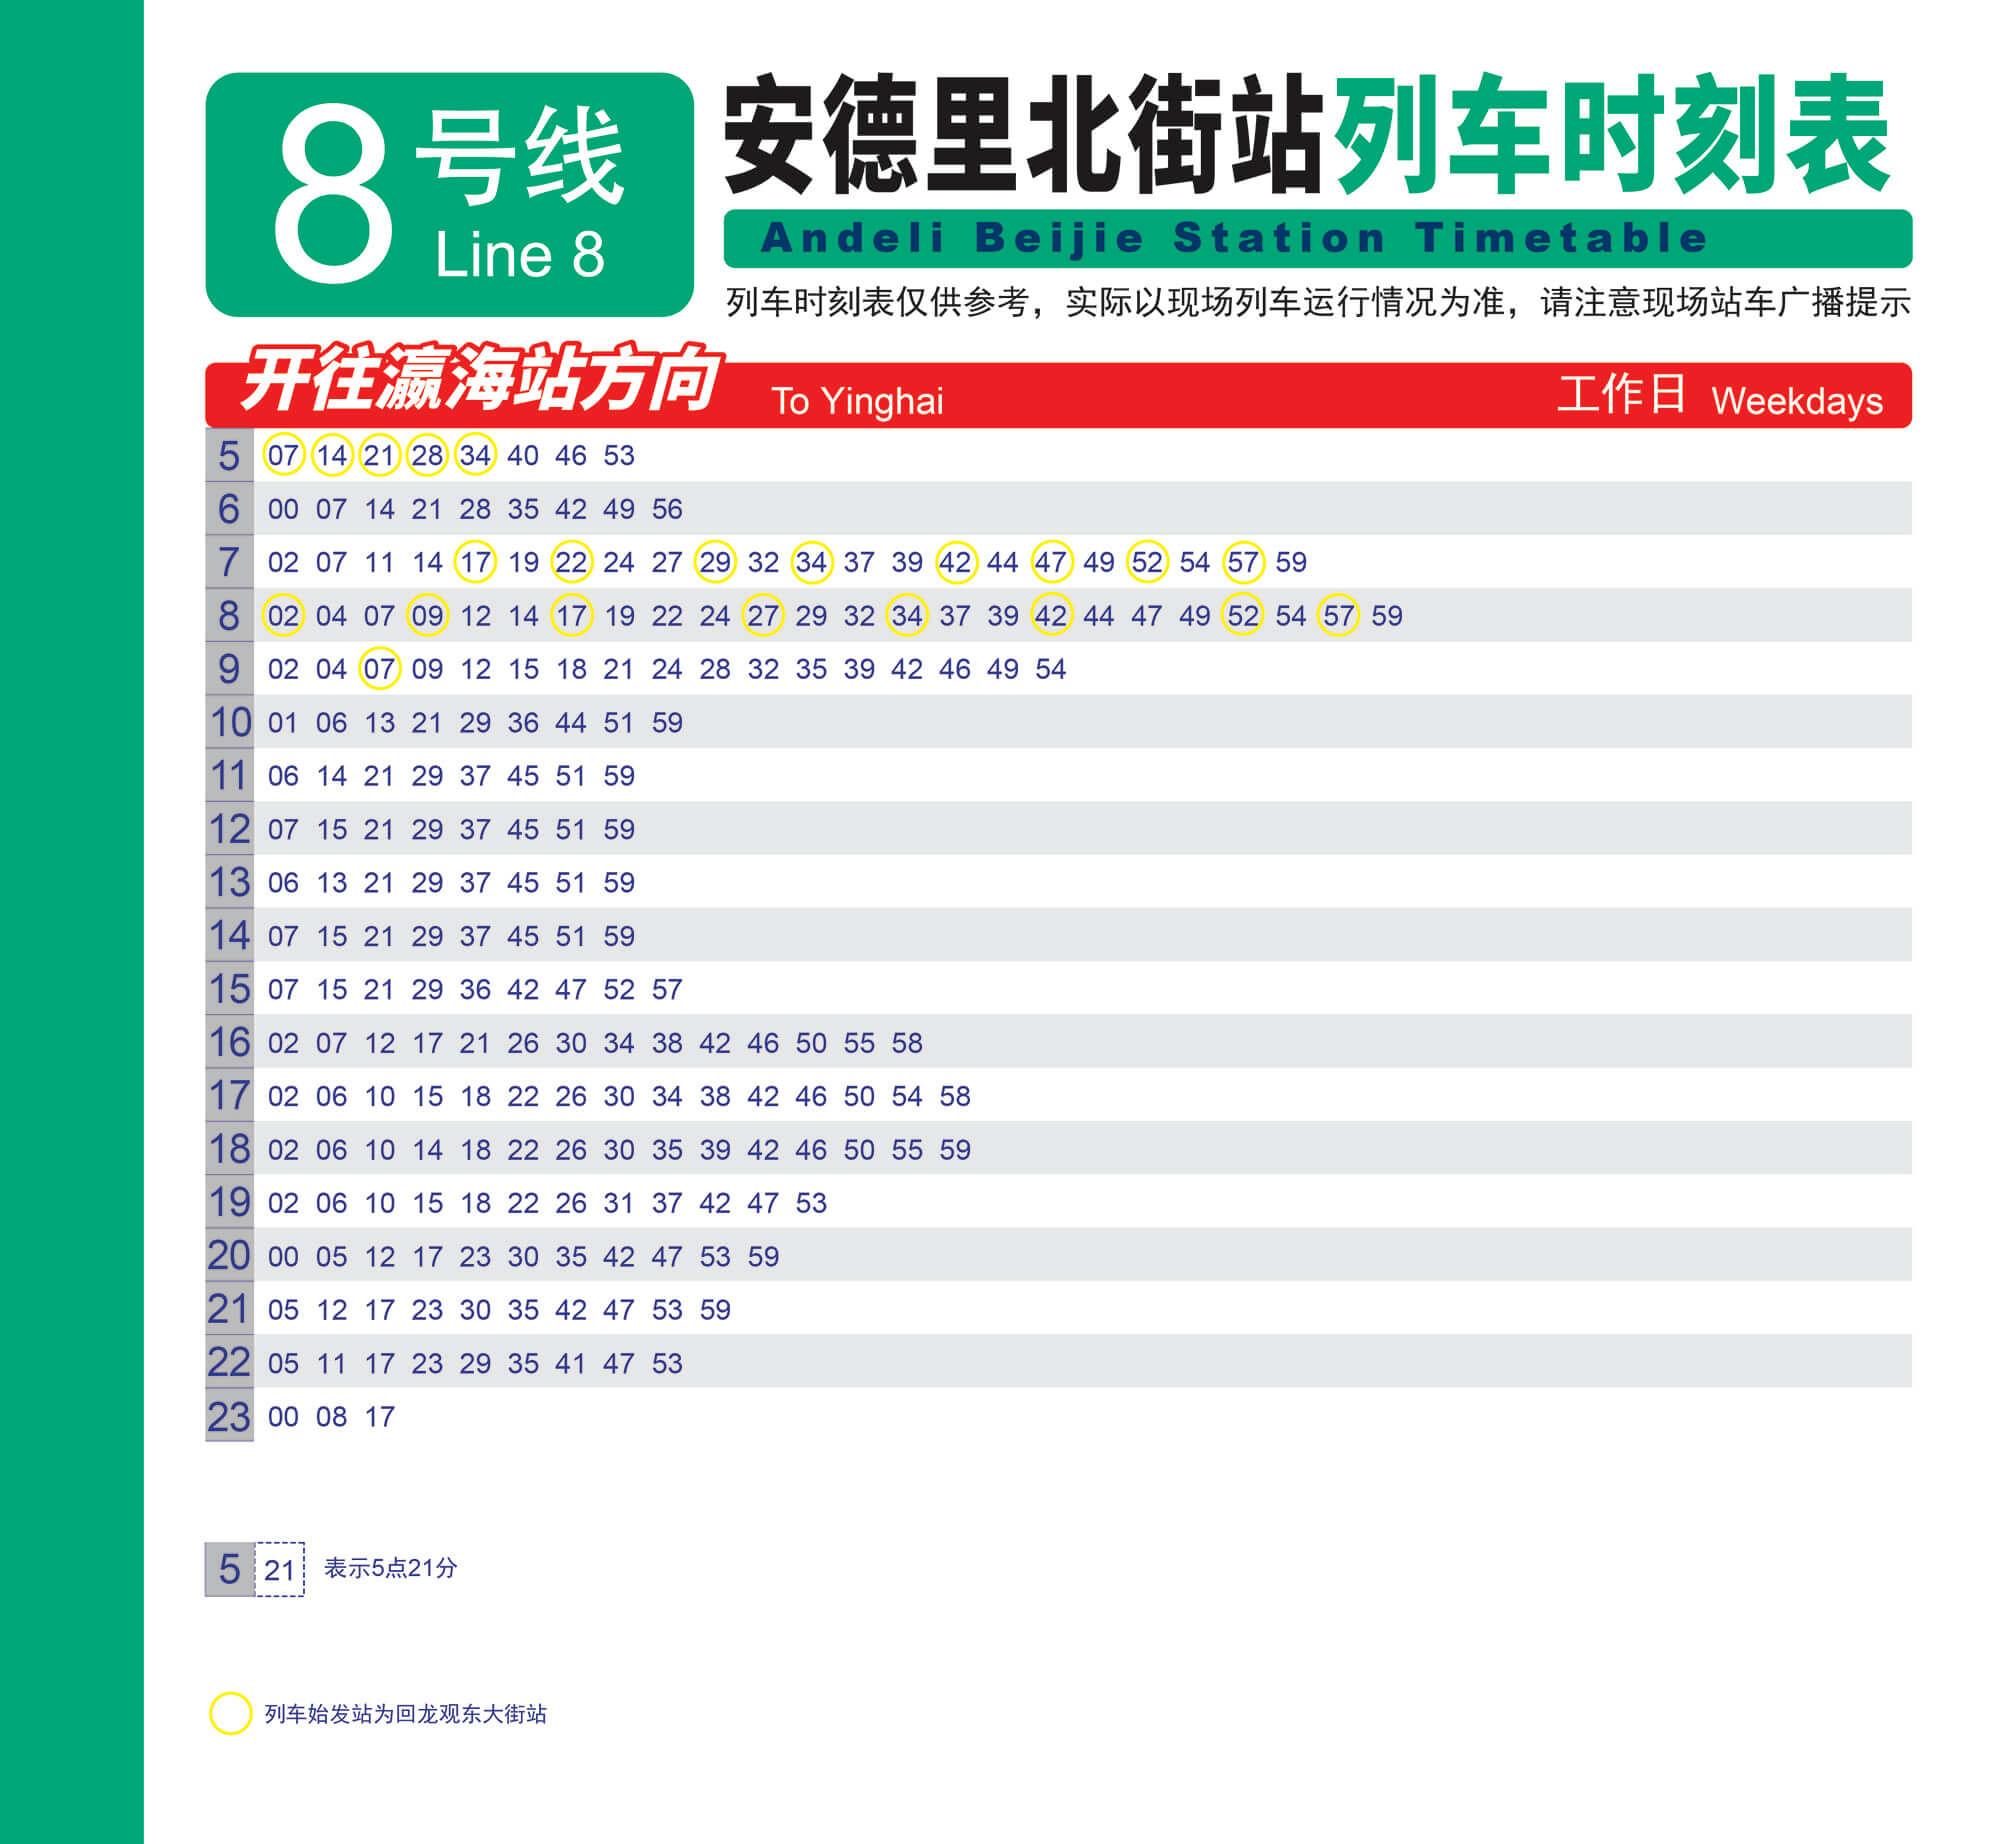 8号线
Line 8
安德里北街站列车时刻表
Andeli Beijie Station Timetable
列车时刻表仅供参考，实际以现场列车运行情况为准，请注意现场站车广播提示
开往瀛海站方向 To Yinghai 工作日 Weekdays
5 07 14 21 28 34 40 46 53
6 00 07 14 21 28 35 42 49 56
7 02 07 11 14 17 19 22 24 27 29 32 34 37 39 42 44 47 49 52 54 57 59
8 02 04 07 09 12 14 17 19 22 24 27 29 32 34 37 39 42 44 47 49 52 54 57 59
9 02 04 07 09 12 15 18 21 24 28 32 35 39 42 46 49 54
10 01 06 13 21 29 36 44 51 59
11 06 14 21 29 37 45 51 59
12 07 15 21 29 37 45 51 59
13 06 13 21 29 37 45 51 59
14 07 15 21 29 37 45 51 59
15 07 15 21 29 36 42 47 52 57
16 02 07 12 17 21 26 30 34 38 42 46 50 55 58
17 02 06 10 15 18 22 26 30 34 38 42 46 50 54 58
18 02 06 10 14 18 22 26 30 35 39 42 46 50 55 59
19 02 06 10 15 18 22 26 31 37 42 47 53
20 00 05 12 17 23 30 35 42 47 53 59
21 05 12 17 23 30 35 42 47 53 59
22 05 11 17 23 29 35 41 47 53
23 00 08 17
5 21 表示5点21分
列车始发站为回龙观东大街站